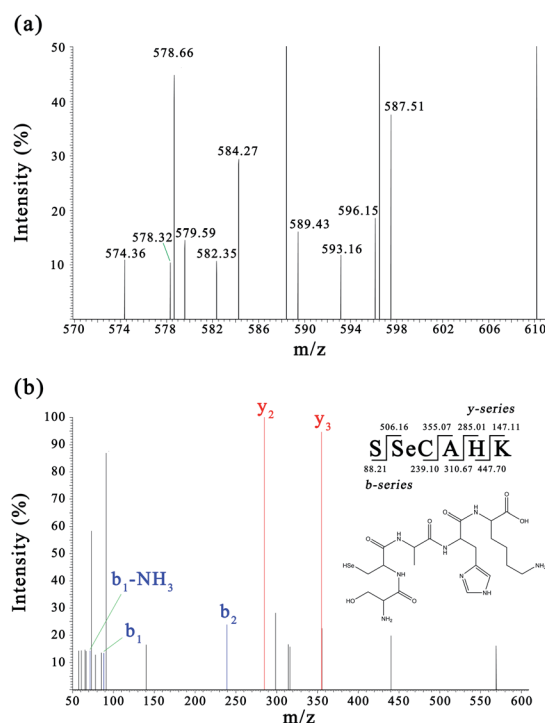 (a)
Intensity (%)
50
40
30
20
10
578.66
584.27
587.51
589.43
596.15
578.32
579.59
574.36
582.35
593.16
570
574
578
582
586
590
594
598
602
606
610
m/z
(b)
Intensity (%)
100
90
80
70
60
50
40
30
20
10
y2
y3
b1-NH3
b1
b2
y-series
506.16 355.07 285.01 147.11
S SeC A H K
88.21 239.10 310.67 447.70
b-series
O
OH
O
H
N
O
H
N
N
H
O
HSe
NH
NH2
N
NH
HO
O
NH2
50
100
150
200
250
300
350
400
450
500
550
600
m/z